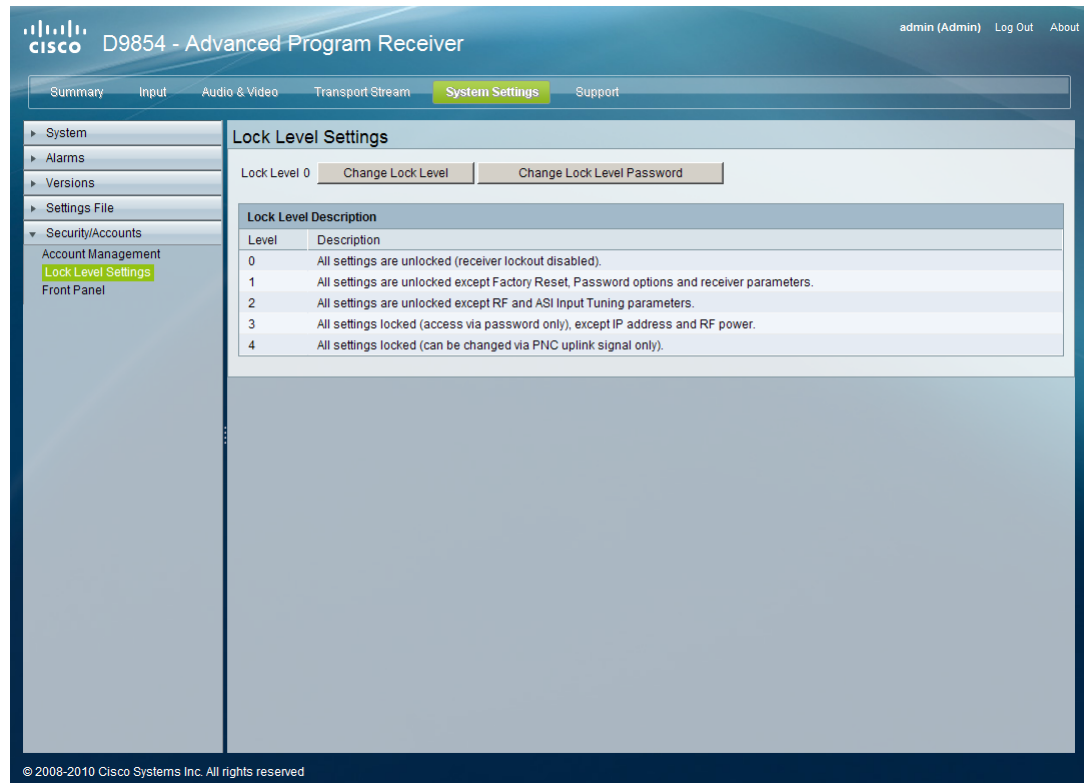 CISCO D9854 - Advanced Program Receiver
admin (Admin) Log Out About
Summary Input Audio & Video Transport Stream System Settings Support
System
Alarms
Versions
Settings File
Security/Accounts
Account Management
Lock Level Settings
Front Panel
Lock Level Settings
Lock Level 0 Change Lock Level Change Lock Level Password
Lock Level Description
Level Description
0 All settings are unlocked (receiver lockout disabled).
1 All settings are unlocked except Factory Reset, Password options and receiver parameters.
2 All settings are unlocked except RF and ASI Input Tuning parameters.
3 All settings locked (access via password only), except IP address and RF power.
4 All settings locked (can be changed via PNC uplink signal only).
© 2008-2010 Cisco Systems Inc. All rights reserved